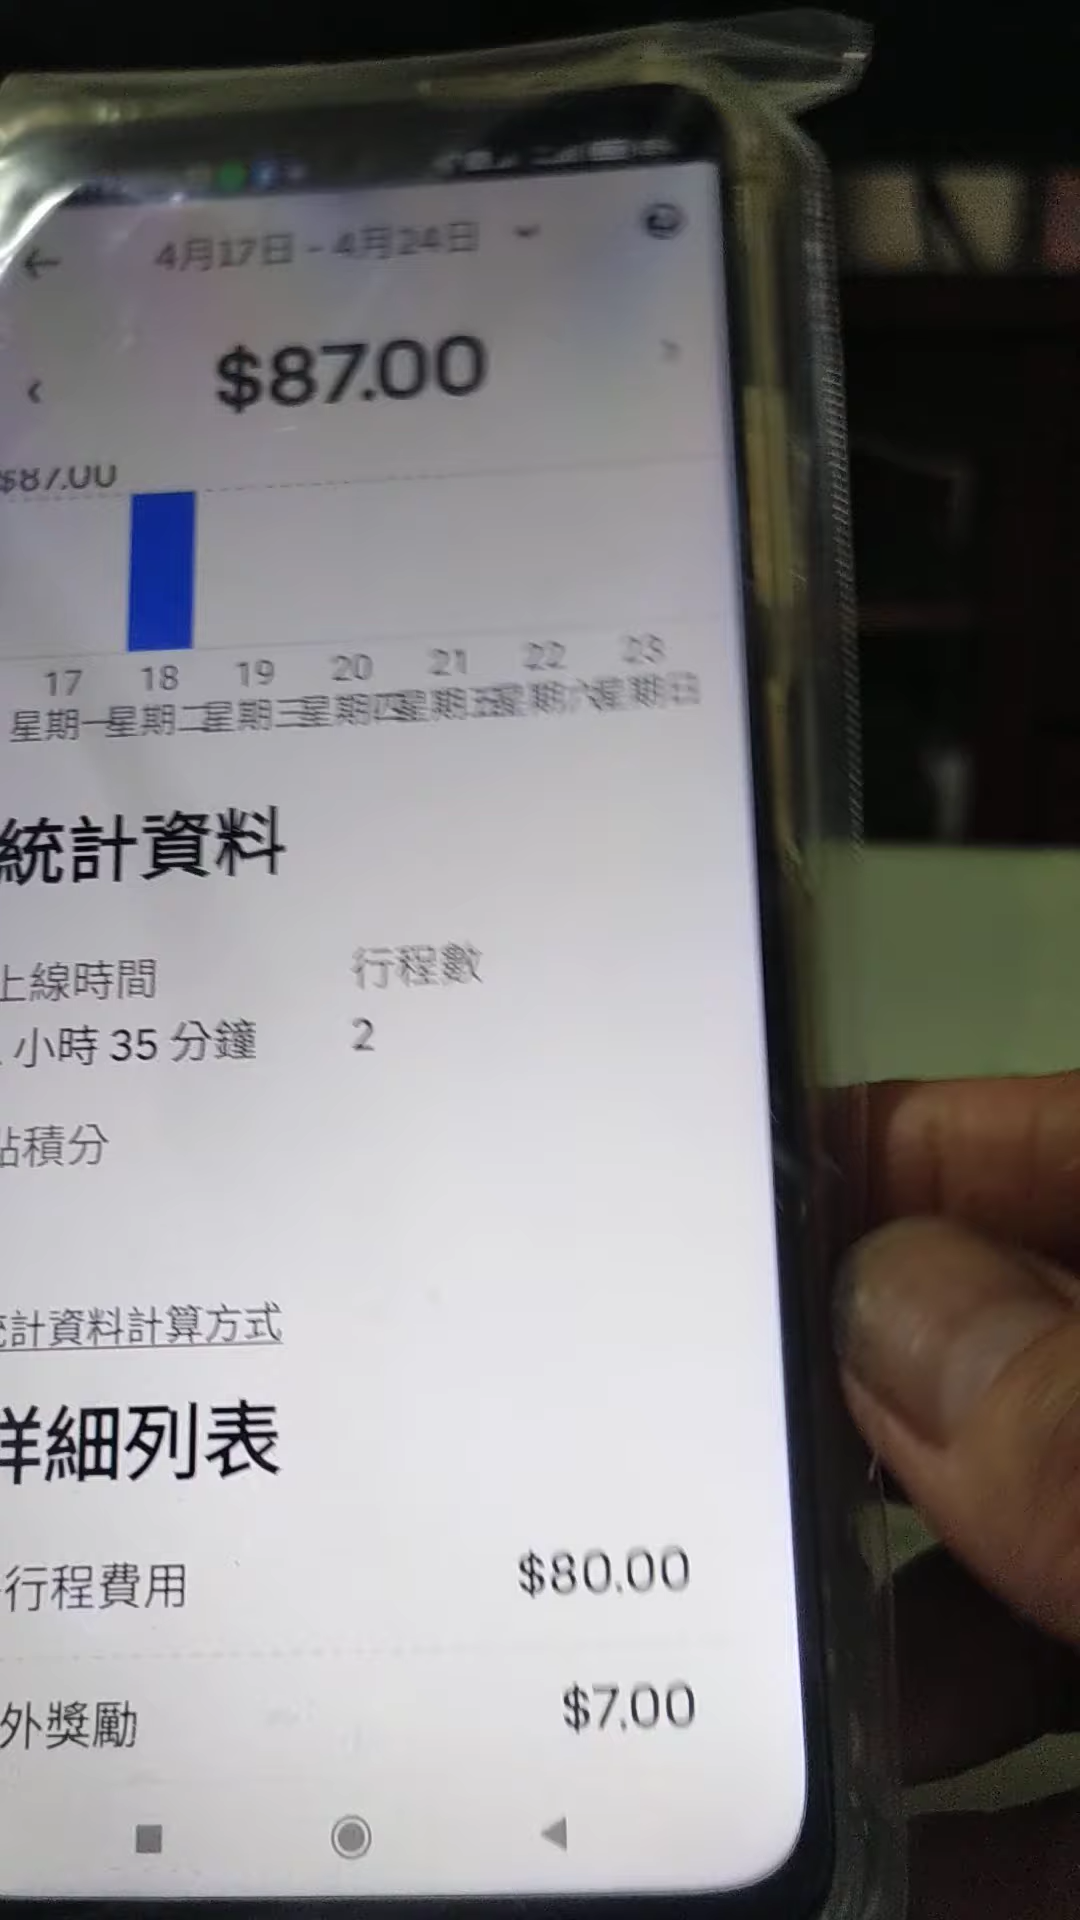 4月17日 - 4月24日
$87.00
$87.00
17 18 19 20 21 22 23
星期一 星期二 星期三 星期四 星期五 星期六 星期日
統計資料
上線時間 行程數
小時 35 分鐘 2
點積分
統計資料計算方式
詳細列表
行程費用 $80.00
外獎勵 $7.00